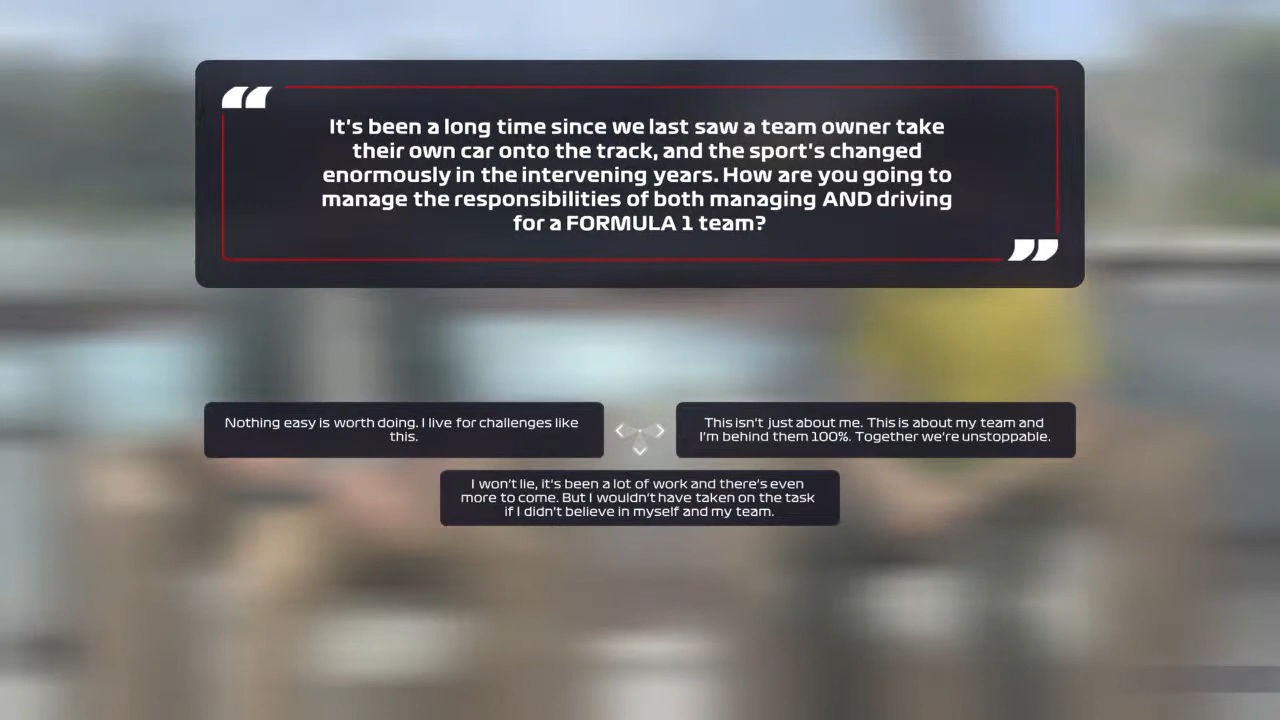 It's been a long time since we last saw a team owner take
their own car onto the track, and the sport's changed
enormously in the intervening years. How are you going to
manage the responsibilities of both managing AND driving
for a FORMULA 1 team?
Nothing easy is worth doing. I live for challenges like
this.
This isn't just about me. This is about my team and
I'm behind them 100%. Together we're unstoppable.
I won't lie, it's been a lot of work and there's even
more to come. But I wouldn't have taken on the task
if I didn't believe in myself and my team.